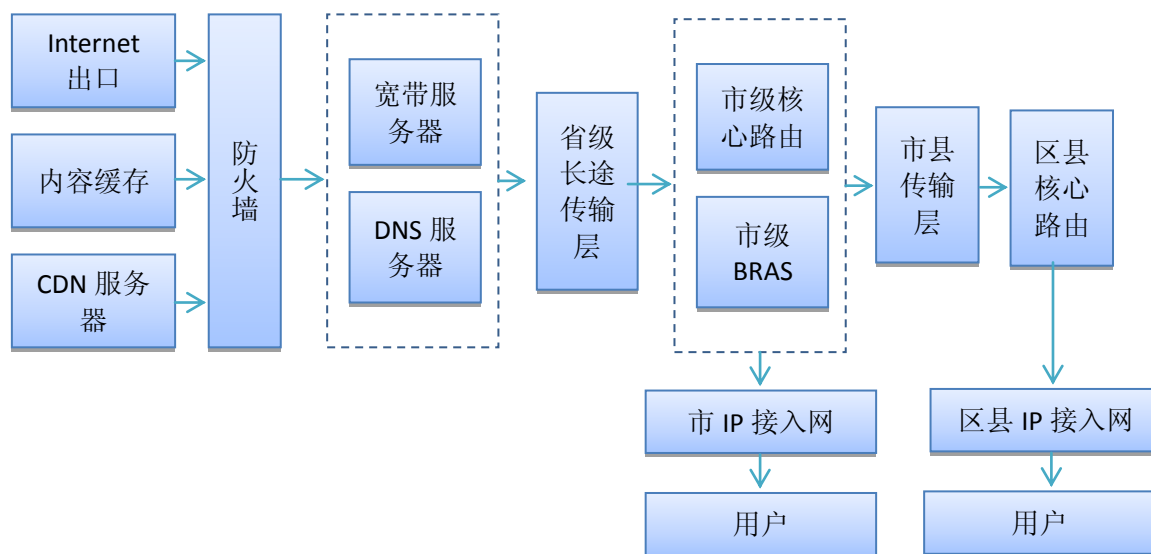 Internet
出口
内容缓存
CDN 服务
器
防
火
墙
宽带服
务器
DNS 服
务器
省级
长途
传输
层
市级核
心路由
市级
BRAS
市县
传输
层
区县
核心
路由
市 IP 接入网
区县 IP 接入网
用户
用户